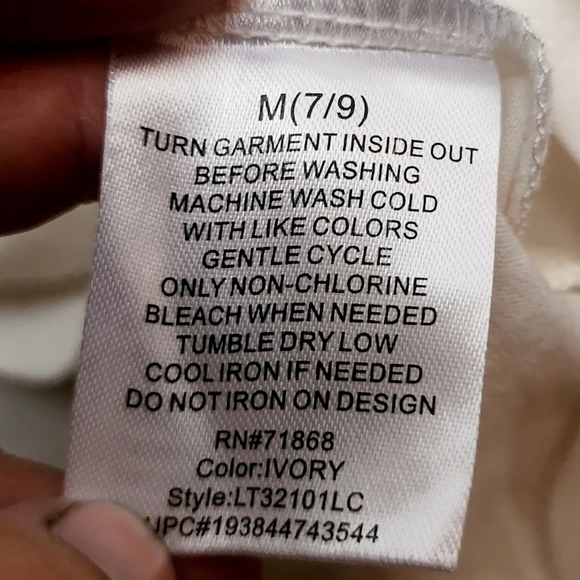 M(7/9)
TURN GARMENT INSIDE OUT
BEFORE WASHING
MACHINE WASH COLD
WITH LIKE COLORS
GENTLE CYCLE
ONLY NON-CHLORINE
BLEACH WHEN NEEDED
TUMBLE DRY LOW
COOL IRON IF NEEDED
DO NOT IRON ON DESIGN
RN#71868
Color:IVORY
Style:LT32101LC
UPC#193844743544